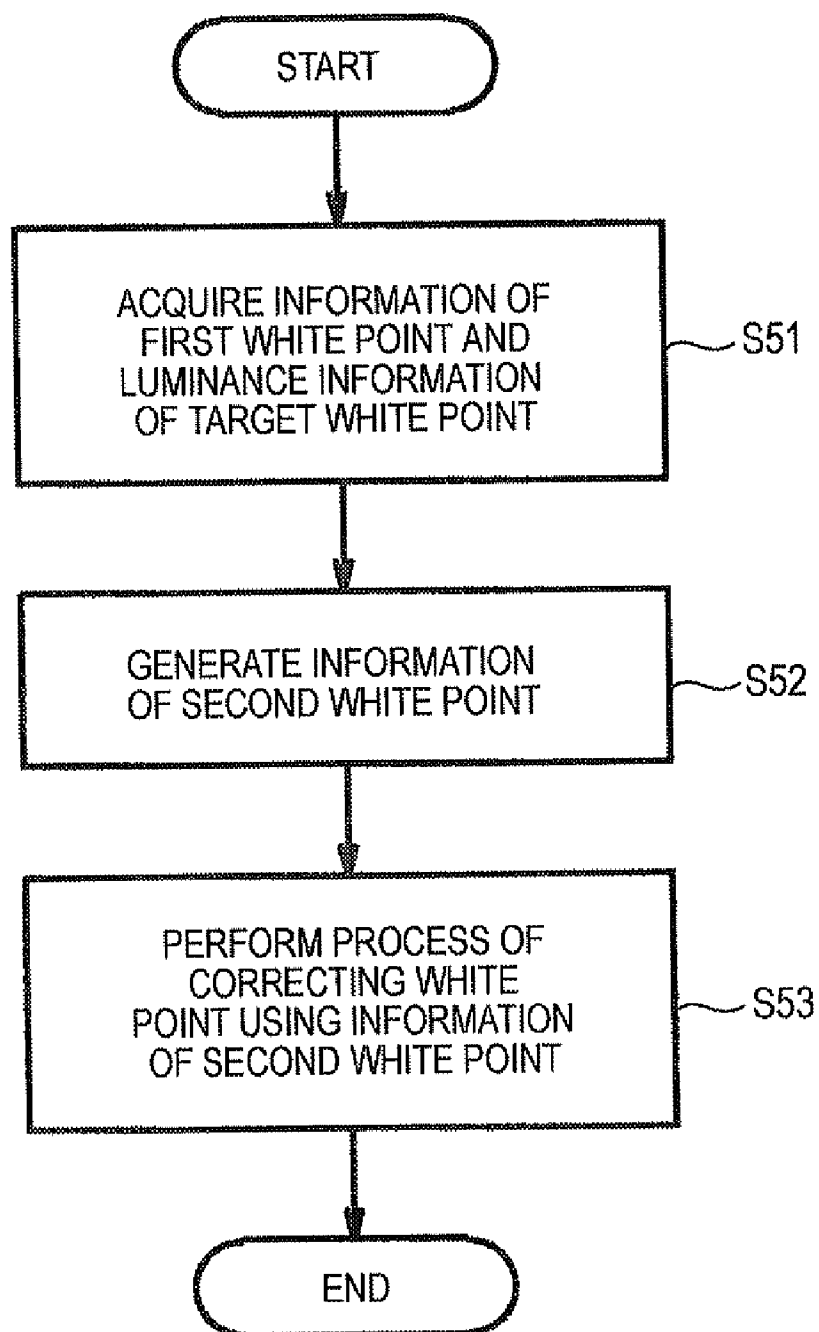 START
ACQUIRE INFORMATION OF
FIRST WHITE POINT AND
LUMINANCE INFORMATION
OF TARGET WHITE POINT
S51
GENERATE INFORMATION
OF SECOND WHITE POINT
S52
PERFORM PROCESS OF
CORRECTING WHITE
POINT USING INFORMATION
OF SECOND WHITE POINT
S53
END